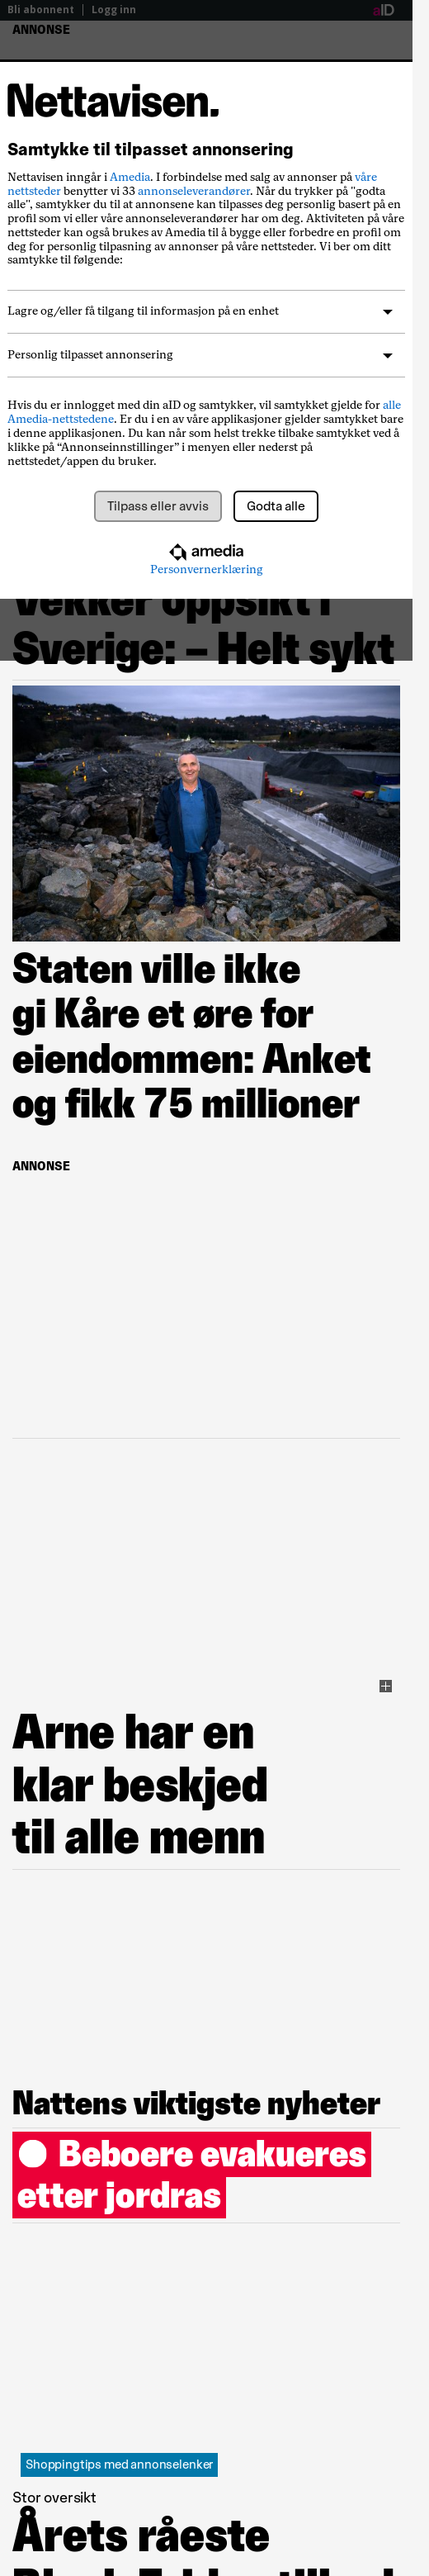 Bli abonnent | Logg inn
aID
ANNONSE
Nettavisen.
Samtykke til tilpasset annonsering
Nettavisen inngår i Amedia. I forbindelse med salg av annonser på våre
nettsteder benytter vi 33 annonseleverandører. Når du trykker på "godta
alle", samtykker du til at annonsene kan tilpasses deg personlig basert på en
profil som vi eller våre annonseleverandører har om deg. Aktiviteten på våre
nettsteder kan også brukes av Amedia til å bygge eller forbedre en profil om
deg for personlig tilpasning av annonser på våre nettsteder. Vi ber om ditt
samtykke til følgende:
Lagre og/eller få tilgang til informasjon på en enhet
Personlig tilpasset annonsering
Hvis du er innlogget med din aID og samtykker, vil samtykket gjelde for alle
Amedia-nettstedene. Er du i en av våre applikasjoner gjelder samtykket bare
i denne applikasjonen. Du kan når som helst trekke tilbake samtykket ved å
klikke på “Annonseinnstillinger” i menyen eller nederst på
nettstedet/appen du bruker.
Tilpass eller avvis
Godta alle
amedia
Personvernerklæring
vekker oppsikt i
Sverige: – Helt sykt
Staten ville ikke
gi Kåre et øre for
eiendommen: Anket
og fikk 75 millioner
ANNONSE
Arne har en
klar beskjed
til alle menn
Nattens viktigste nyheter
Beboere evakueres
etter jordras
Shoppingtips med annonselenker
Stor oversikt
Årets råeste